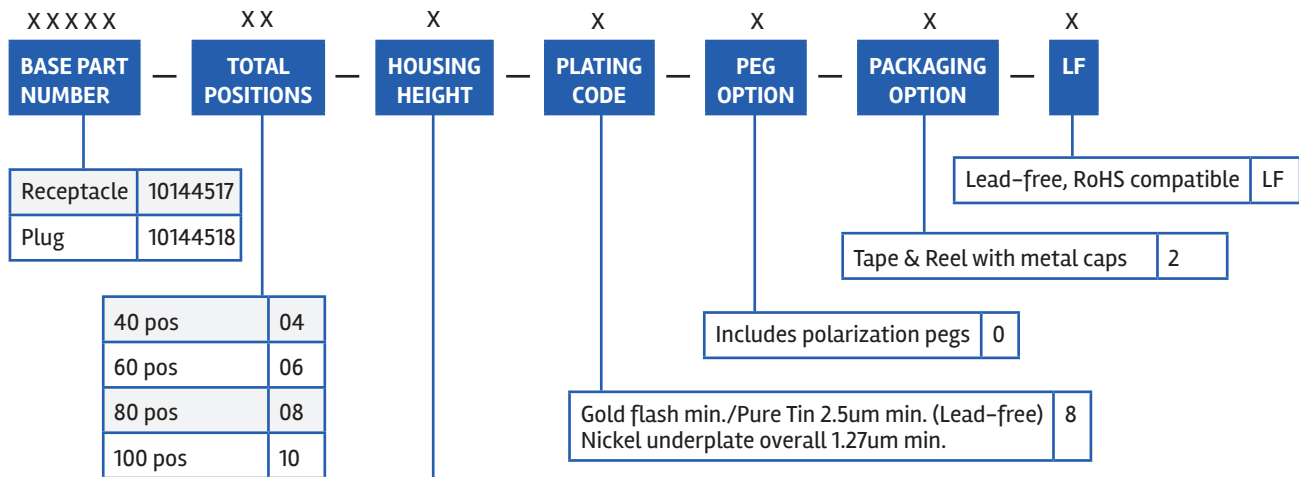 X X X X X X X X X X X X
BASE PART NUMBER — TOTAL POSITIONS — HOUSING HEIGHT — PLATING CODE — PEG OPTION — PACKAGING OPTION — LF
Receptacle 10144517
Plug 10144518
Lead-free, RoHS compatible LF
Tape & Reel with metal caps 2
Includes polarization pegs 0
40 pos 04
60 pos 06
80 pos 08
100 pos 10
Gold flash min./Pure Tin 2.5um min. (Lead-free) 8
Nickel underplate overall 1.27um min.